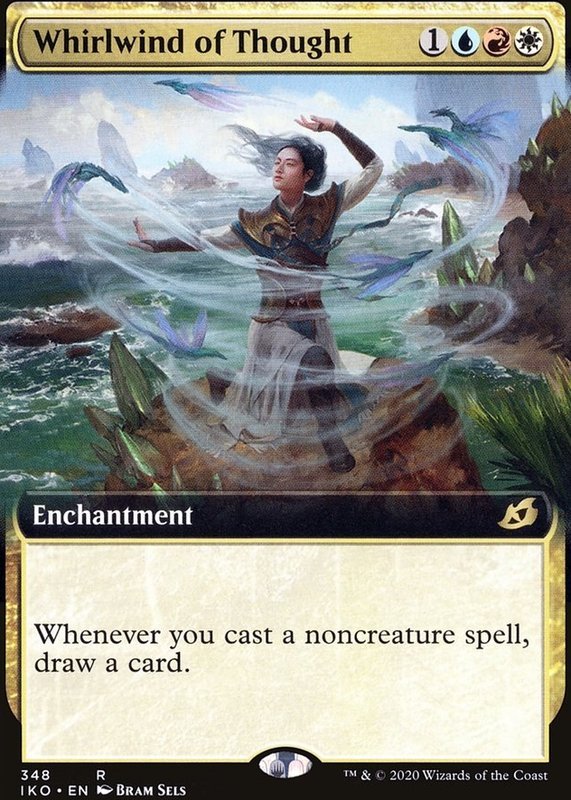 Whirlwind of Thought 1
Enchantment
Whenever you cast a noncreature spell,
draw a card.
348 R
IKO • EN Bram Sels
™ & © 2020 Wizards of the Coast